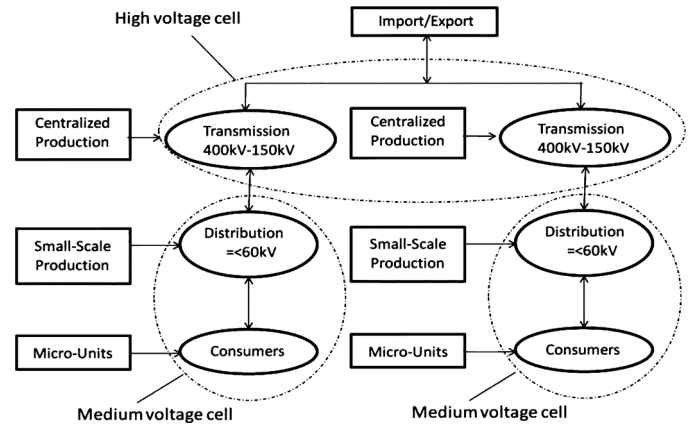 High voltage cell
Import/Export
Centralized
Production
Transmission
400kV-150kV
Centralized
Production
Transmission
400kV-150kV
Small-Scale
Production
Distribution
=<60kV
Small-Scale
Production
Distribution
=<60kV
Micro-Units
Consumers
Micro-Units
Consumers
Medium voltage cell
Medium voltage cell